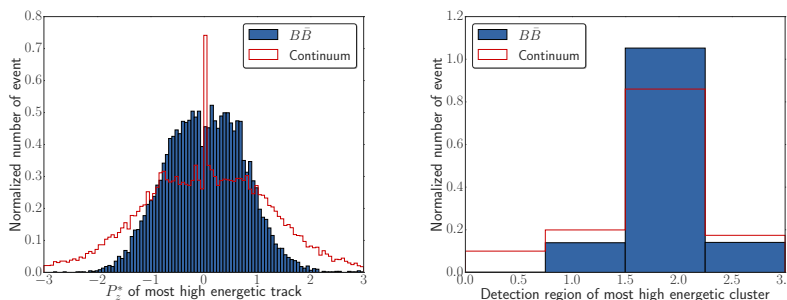 0.8
0.7
0.6
0.5
0.4
0.3
0.2
0.1
0.0
−3 −2 −1 0 1 2 3
Normalized number of event
P*z of most high energetic track
BB̄
Continuum
1.2
1.0
0.8
0.6
0.4
0.2
0.0
0.0 0.5 1.0 1.5 2.0 2.5 3.
Normalized number of event
Detection region of most high energetic cluster
BB̄
Continuum